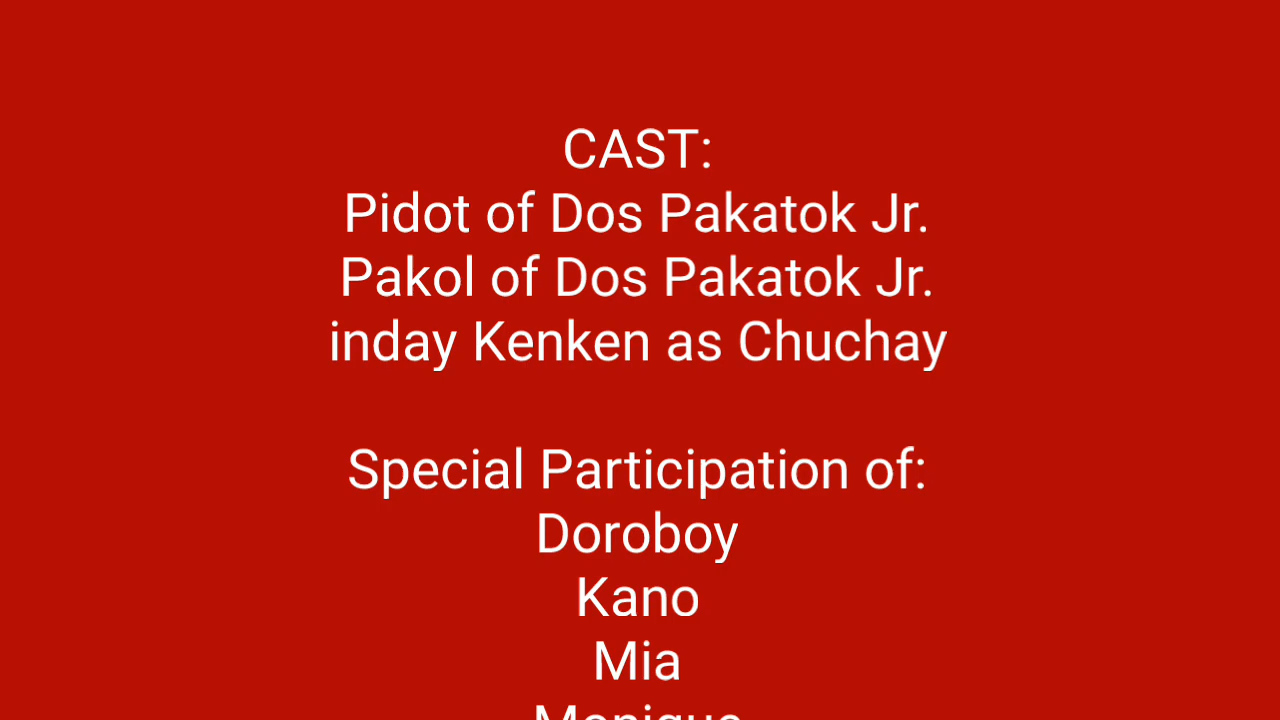 CAST:
Pidot of Dos Pakatok Jr.
Pakol of Dos Pakatok Jr.
inday Kenken as Chuchay
Special Participation of:
Doroboy
Kano
Mia